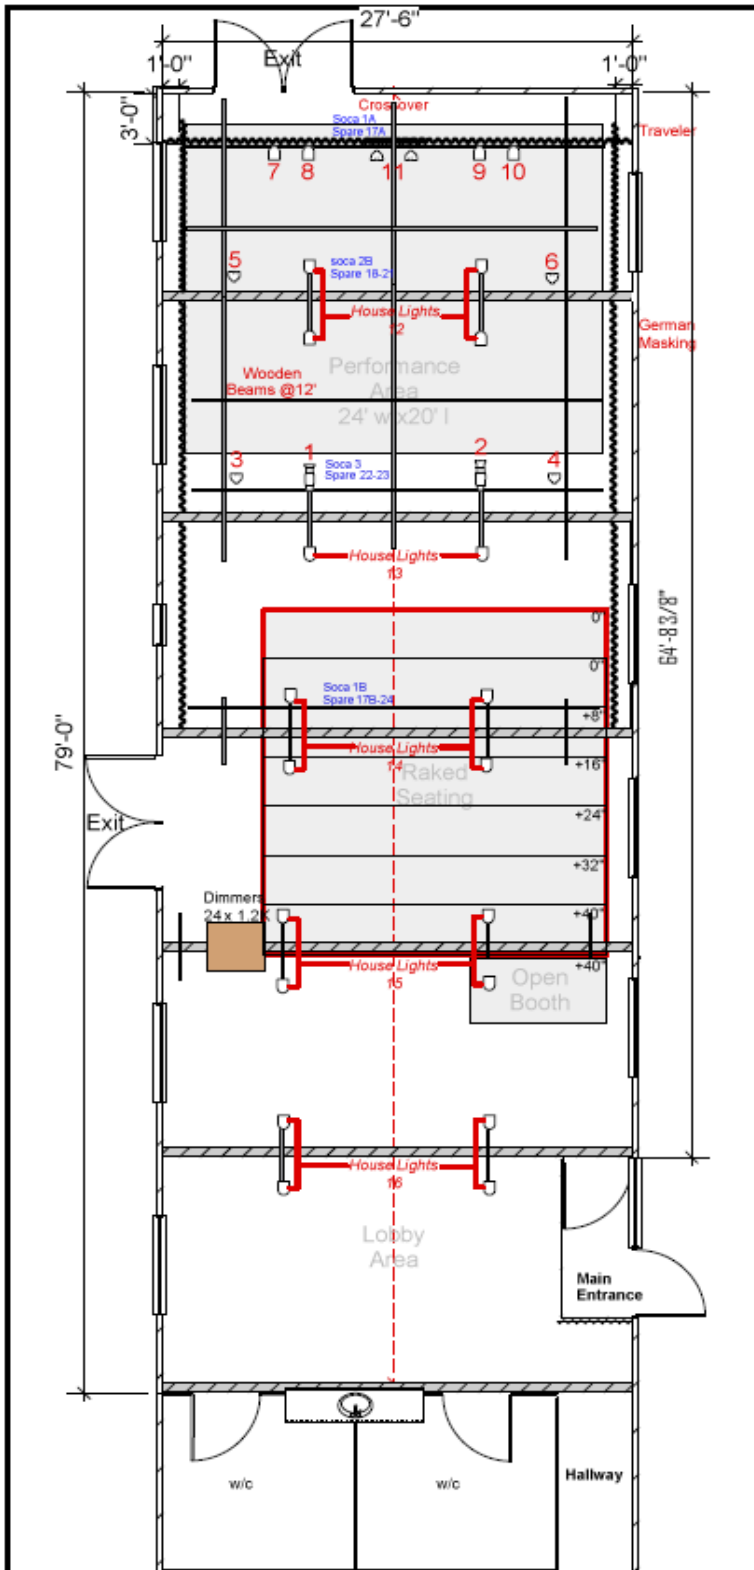 27'-6"
Exit
1'-0"
1'-0"
3'-0"
Crossover
Soca 1A
Spare 17A
Traveler
7
8
11
9
10
5
soca 2B
Spare 18-21
6
House Lights
12
German
Masking
Performance
Area
24' w x20' l
Wooden
Beams @12'
3
1
Soca 3
Spare 22-23
2
4
House Lights
13
0"
64'-83/8"
0"
Soca 1B
Spare 17B-24
+8"
79'-0"
House Lights
14
+16"
Raked
Seating
Exit
+24"
+32"
Dimmers
24 x 1.2K
+40"
House Lights
15
+40"
Open
Booth
House Lights
16
Lobby
Area
Main
Entrance
w/c
w/c
Hallway